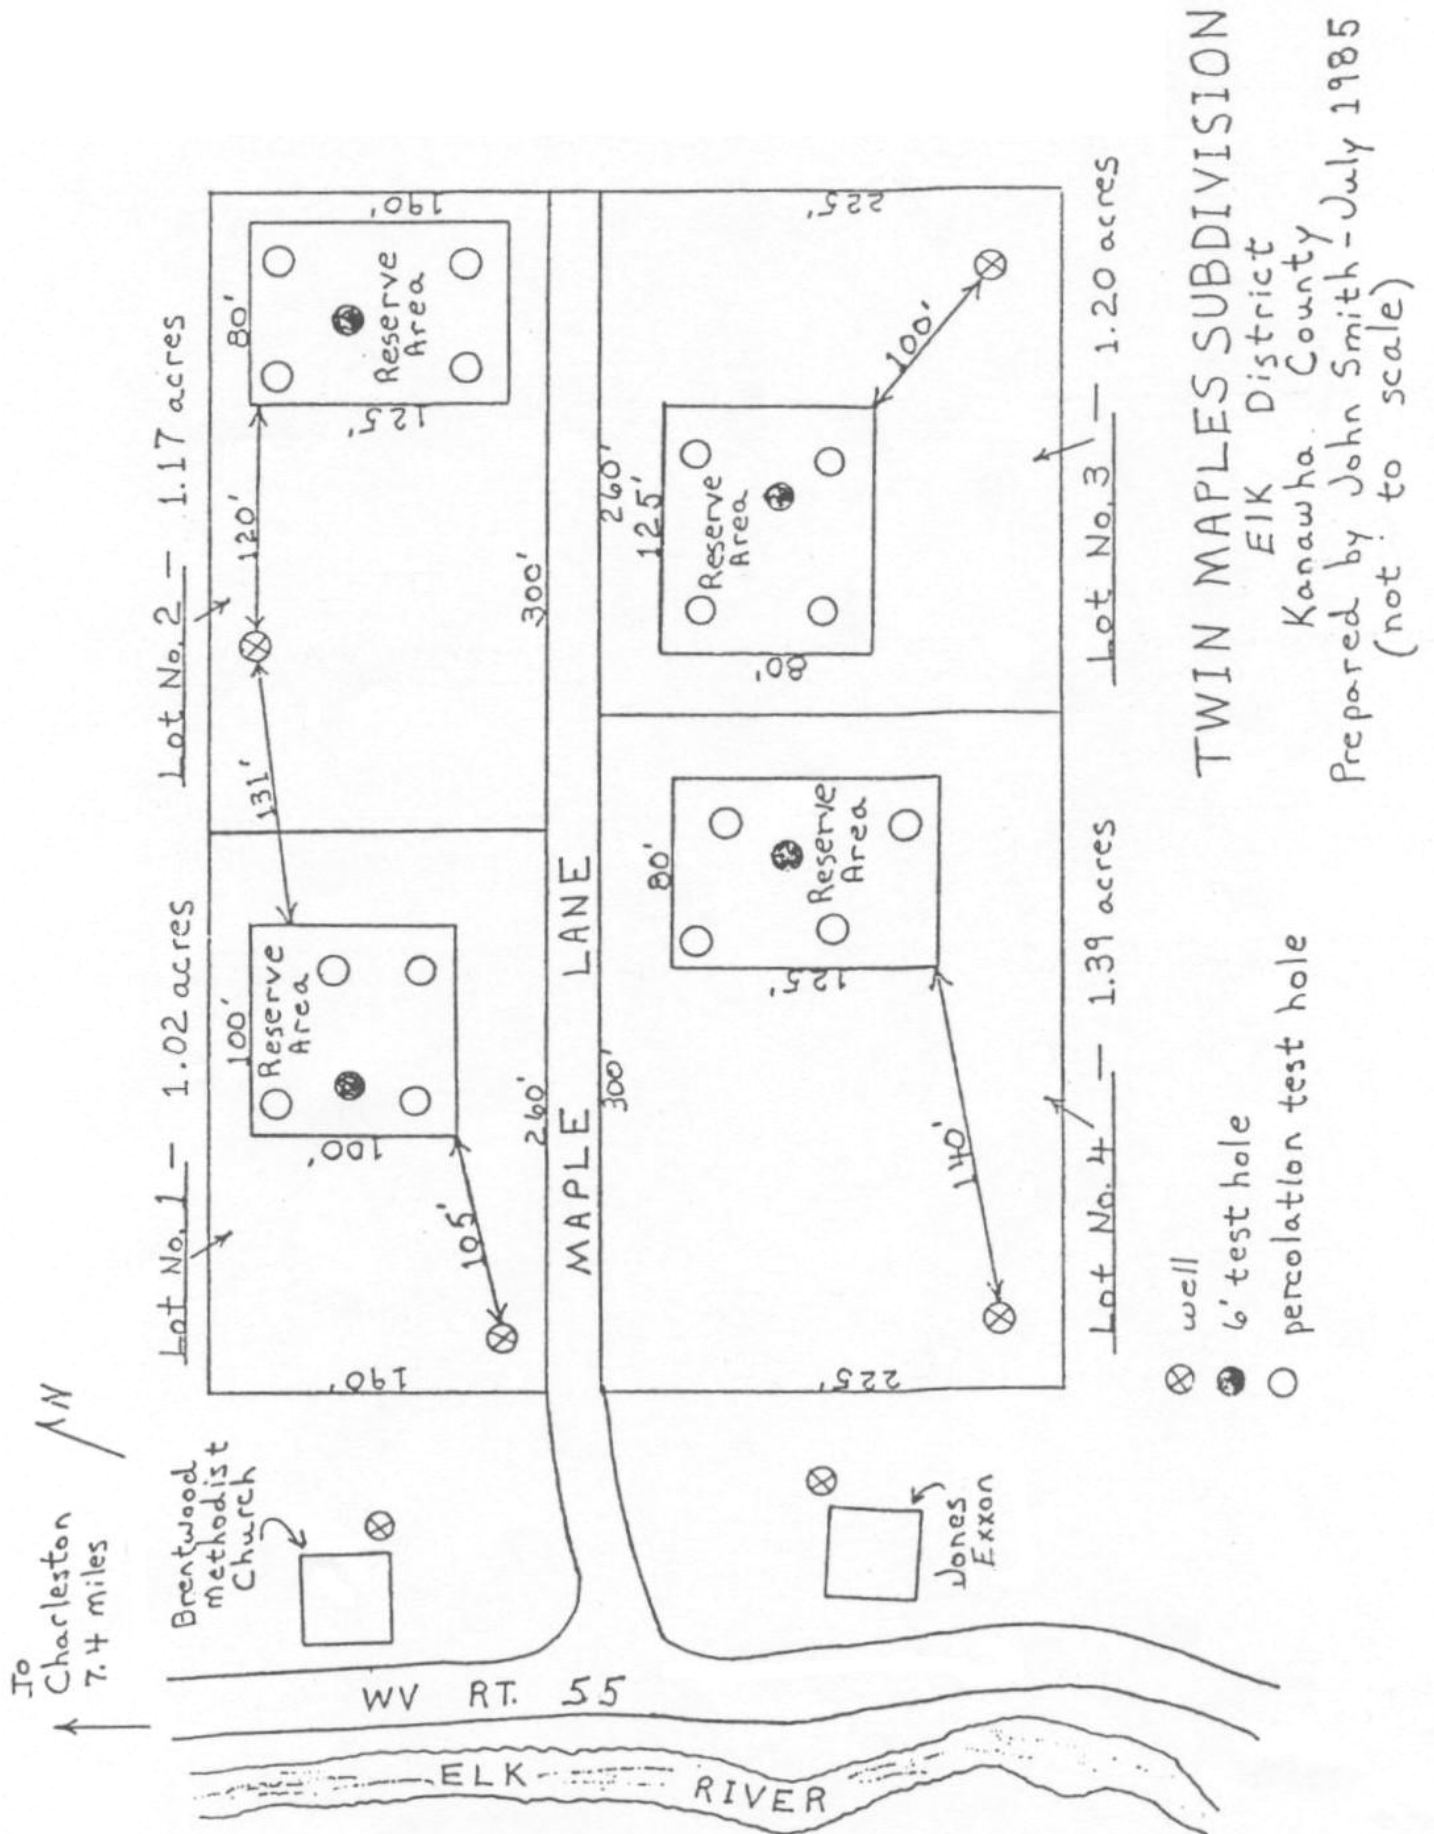 To
Charleston
7.4 miles
N
Brentwood
Methodist
Church
Lot No. 1 - 1.02 acres
100'
Reserve
Area
100'
105'
190'
260'
131'
Lot No. 2 - 1.17 acres
120'
80'
125'
Reserve
Area
190'
300'
MAPLE LANE
WV RT. 55
ELK RIVER
Jones
Exxon
300'
80'
125'
Reserve
Area
140'
225'
Lot No. 4 - 1.39 acres
260'
125'
80'
Reserve
Area
100'
225'
Lot No. 3 - 1.20 acres
well
6' test hole
percolation test hole
TWIN MAPLES SUBDIVISION
Elk District
Kanawha County
Prepared by John Smith - July 1985
(not to scale)